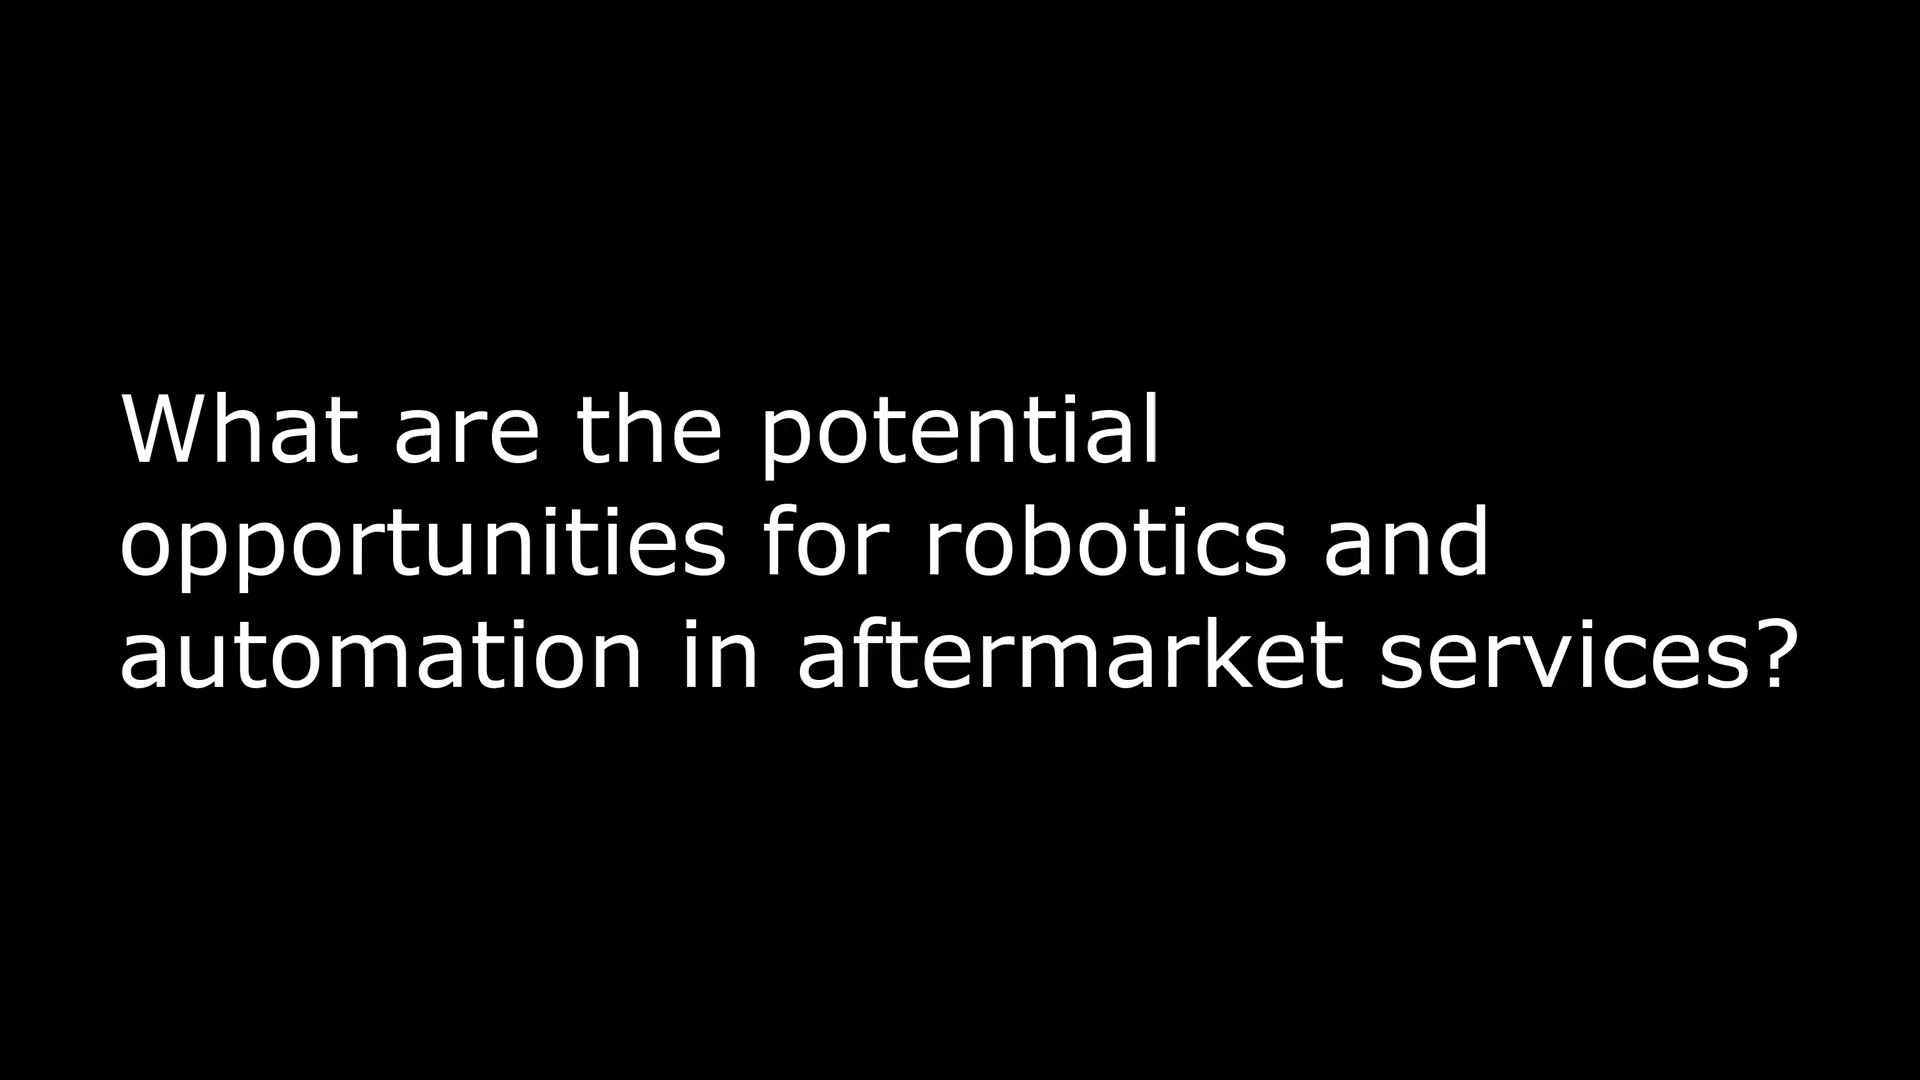 What are the potential
opportunities for robotics and
automation in aftermarket services?